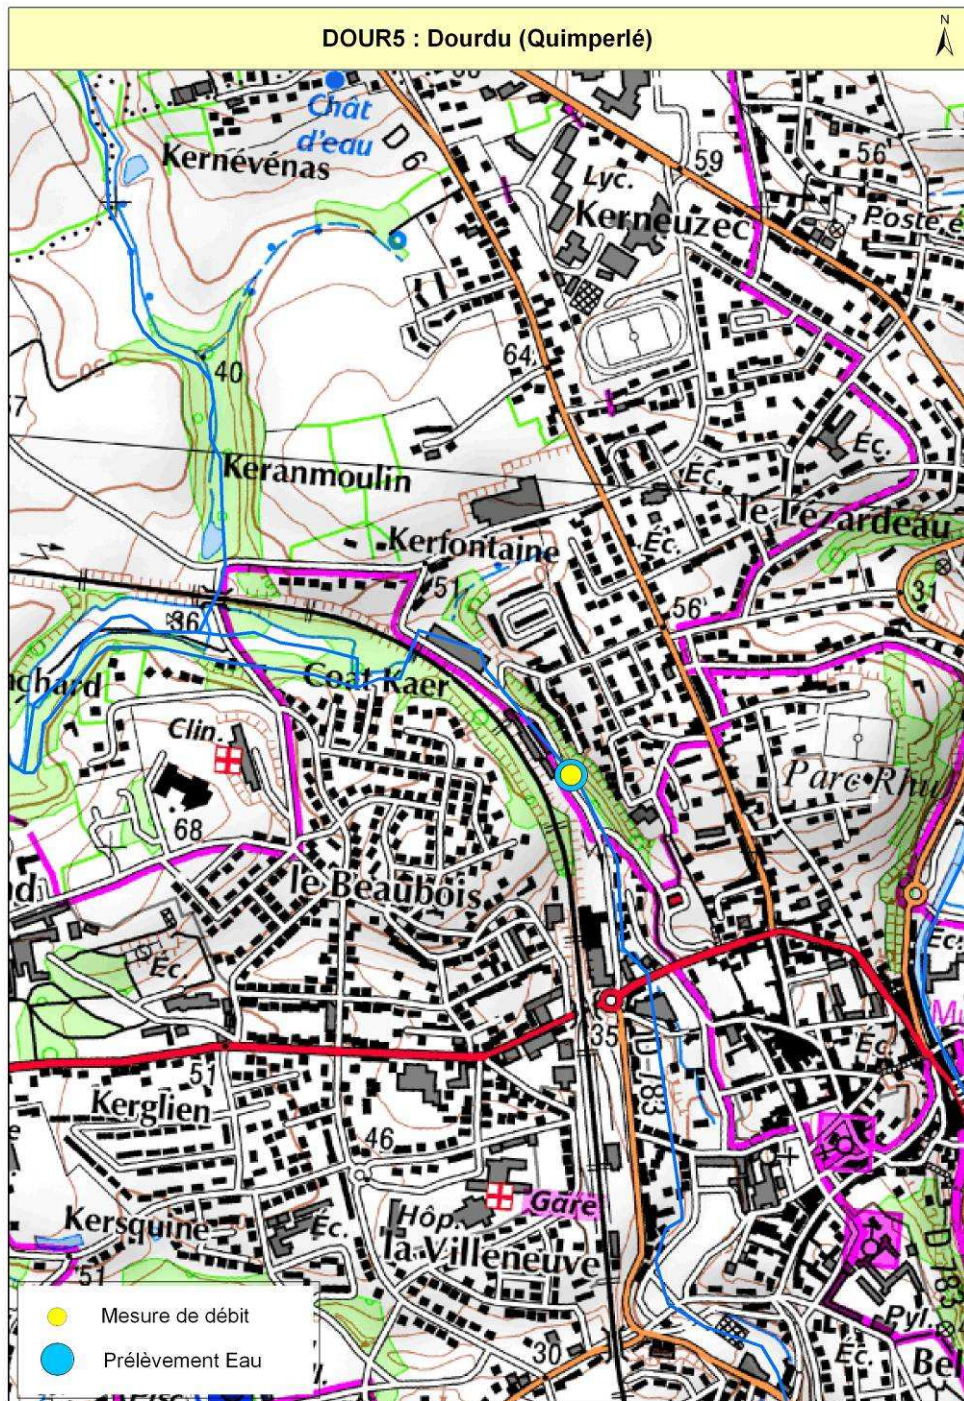 DOUR5 : Dourdu (Quimperlé)
N
Chât
d'eau
D 6
59
56
Kernévénas
Lyc.
Kerneuzec
Poste é
64
40
Éc.
Keranmoulin
Éc.
le Lézardeau
Kerfontaine
Éc.
51
31
56
36
Coat Kaer
Clin.
Parc Rhu
68
le Beaubois
Éc.
Éc.
35
Éc.
51
D 83
Kerglien
46
Gare
Kersquine
Éc.
Hôp.
la Villeneuve
51
D 783
Mesure de débit
Pyl.
Prélèvement Eau
30
Éc.
Bel